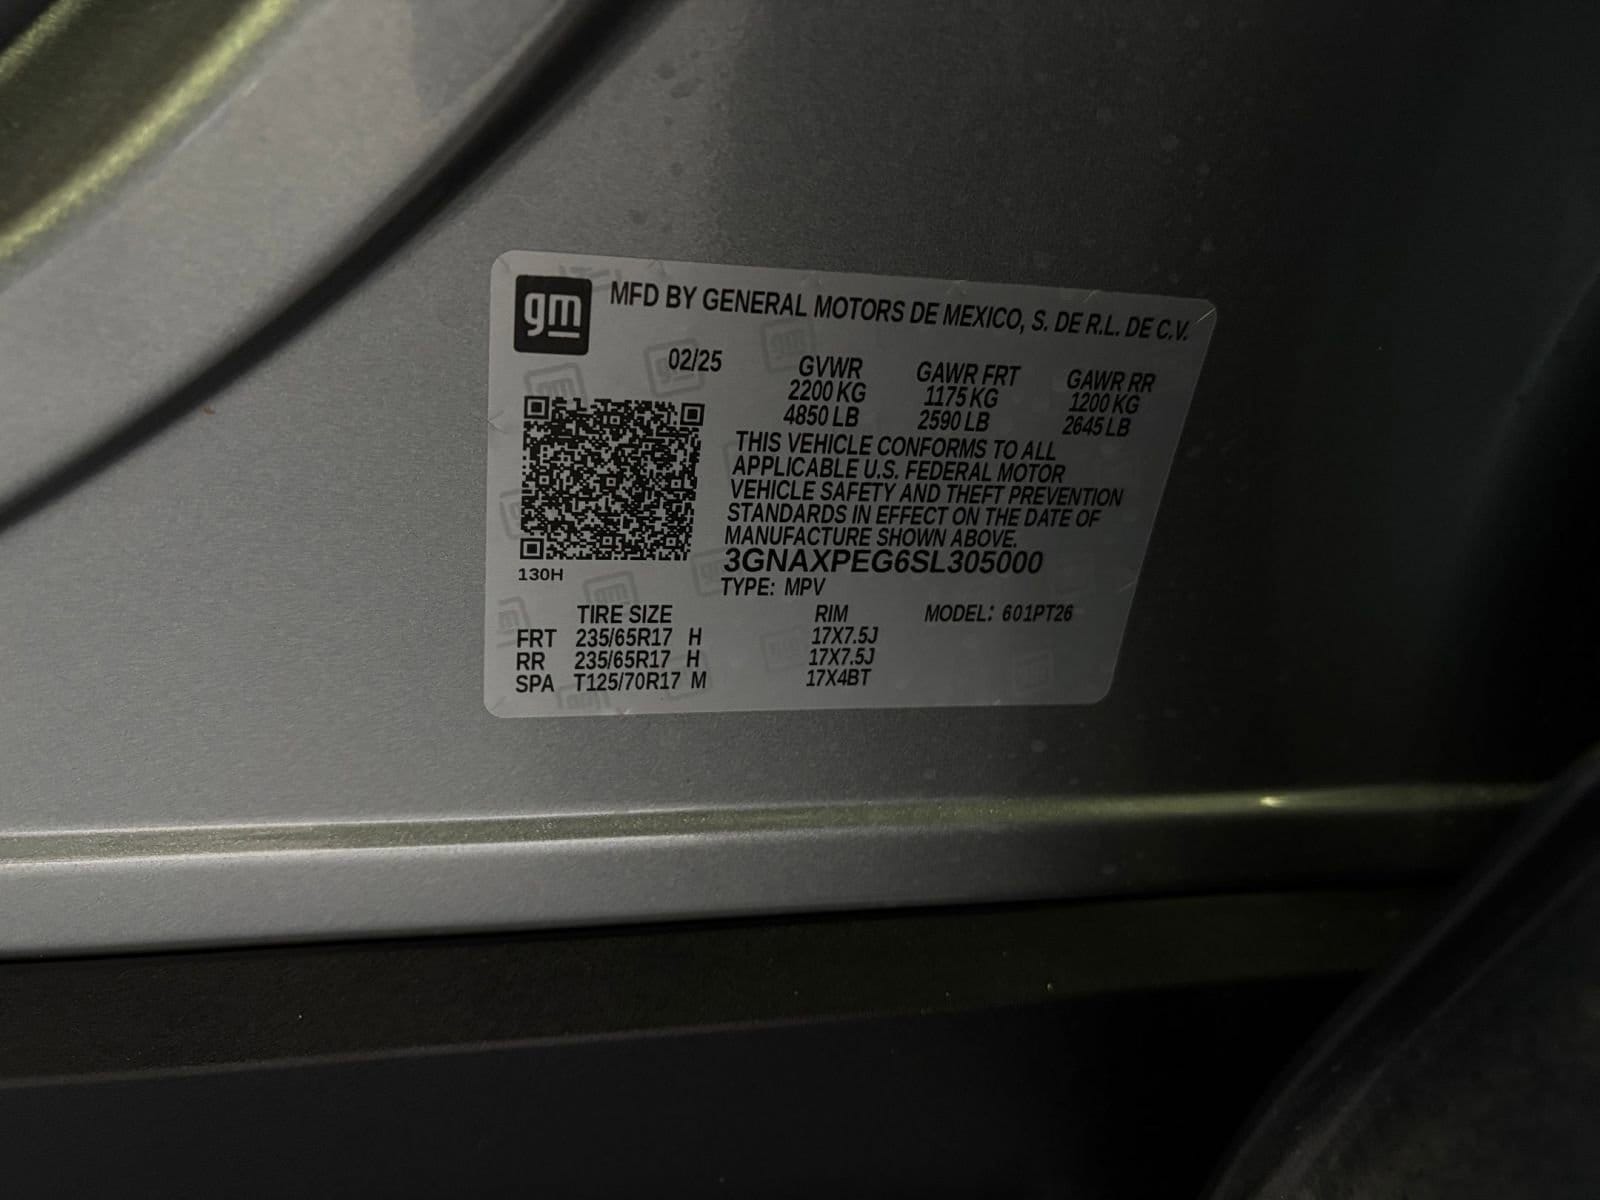 gm MFD BY GENERAL MOTORS DE MEXICO, S. DE R.L. DE C.V.
02/25 GVWR GAWR FRT GAWR RR
2200 KG 1175 KG 1200 KG
4850 LB 2590 LB 2645 LB
THIS VEHICLE CONFORMS TO ALL
APPLICABLE U.S. FEDERAL MOTOR
VEHICLE SAFETY AND THEFT PREVENTION
STANDARDS IN EFFECT ON THE DATE OF
MANUFACTURE SHOWN ABOVE.
3GNAXPEG6SL305000
130H
TYPE: MPV
TIRE SIZE RIM MODEL: 601PT26
FRT 235/65R17 H 17X7.5J
RR 235/65R17 H 17X7.5J
SPA T125/70R17 M 17X4BT